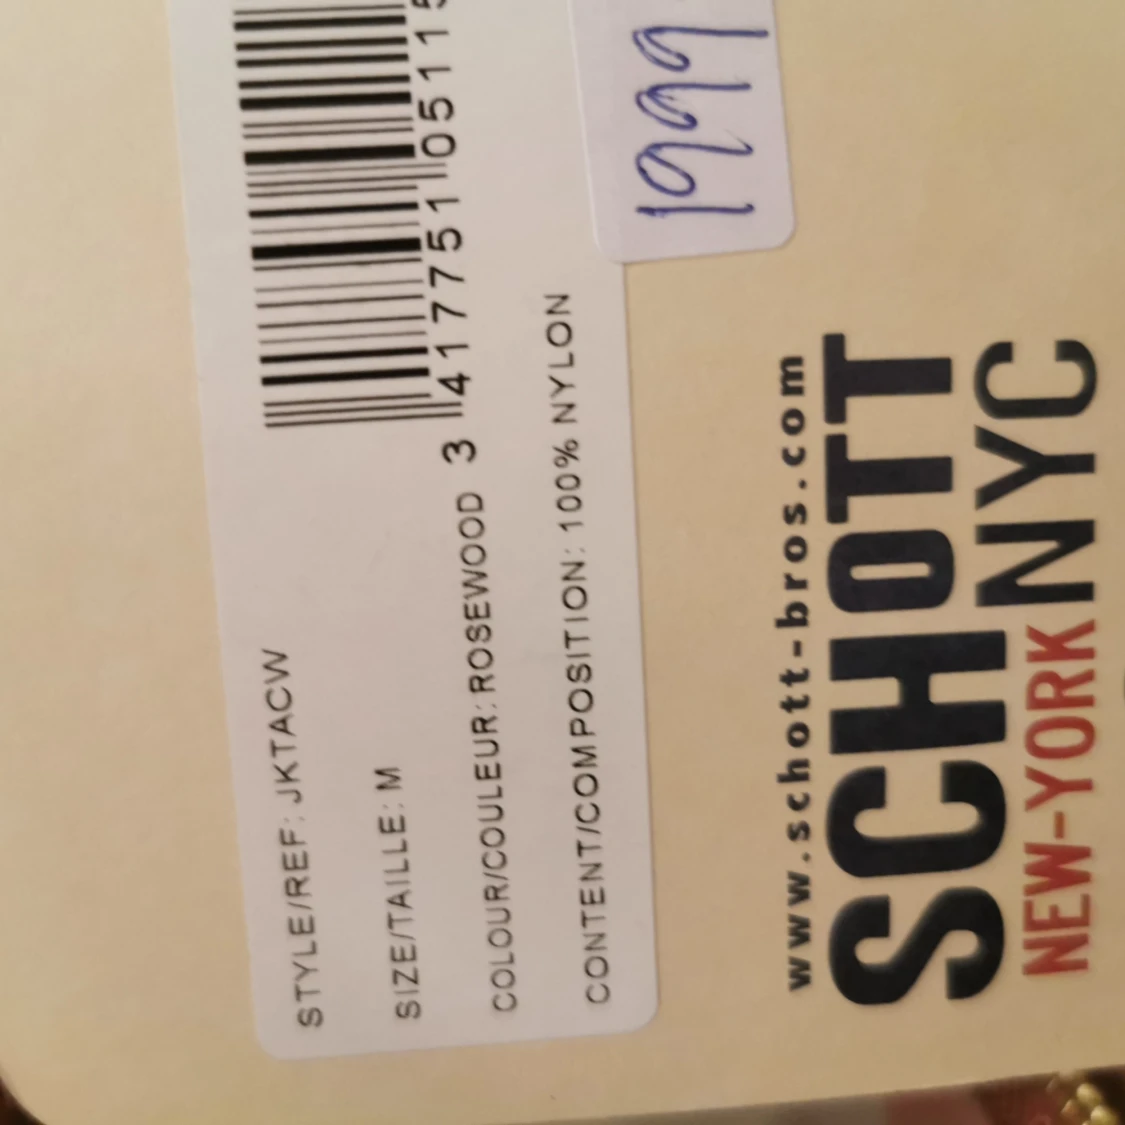 STYLE/REF: JKTACW
SIZE/TAILLE: M
COLOUR/COULEUR: ROSEWOOD
CONTENT/COMPOSITION: 100% NYLON
3 417751 05115
1999
www.schott-bros.com
SCHOTT
NEW-YORK NYC